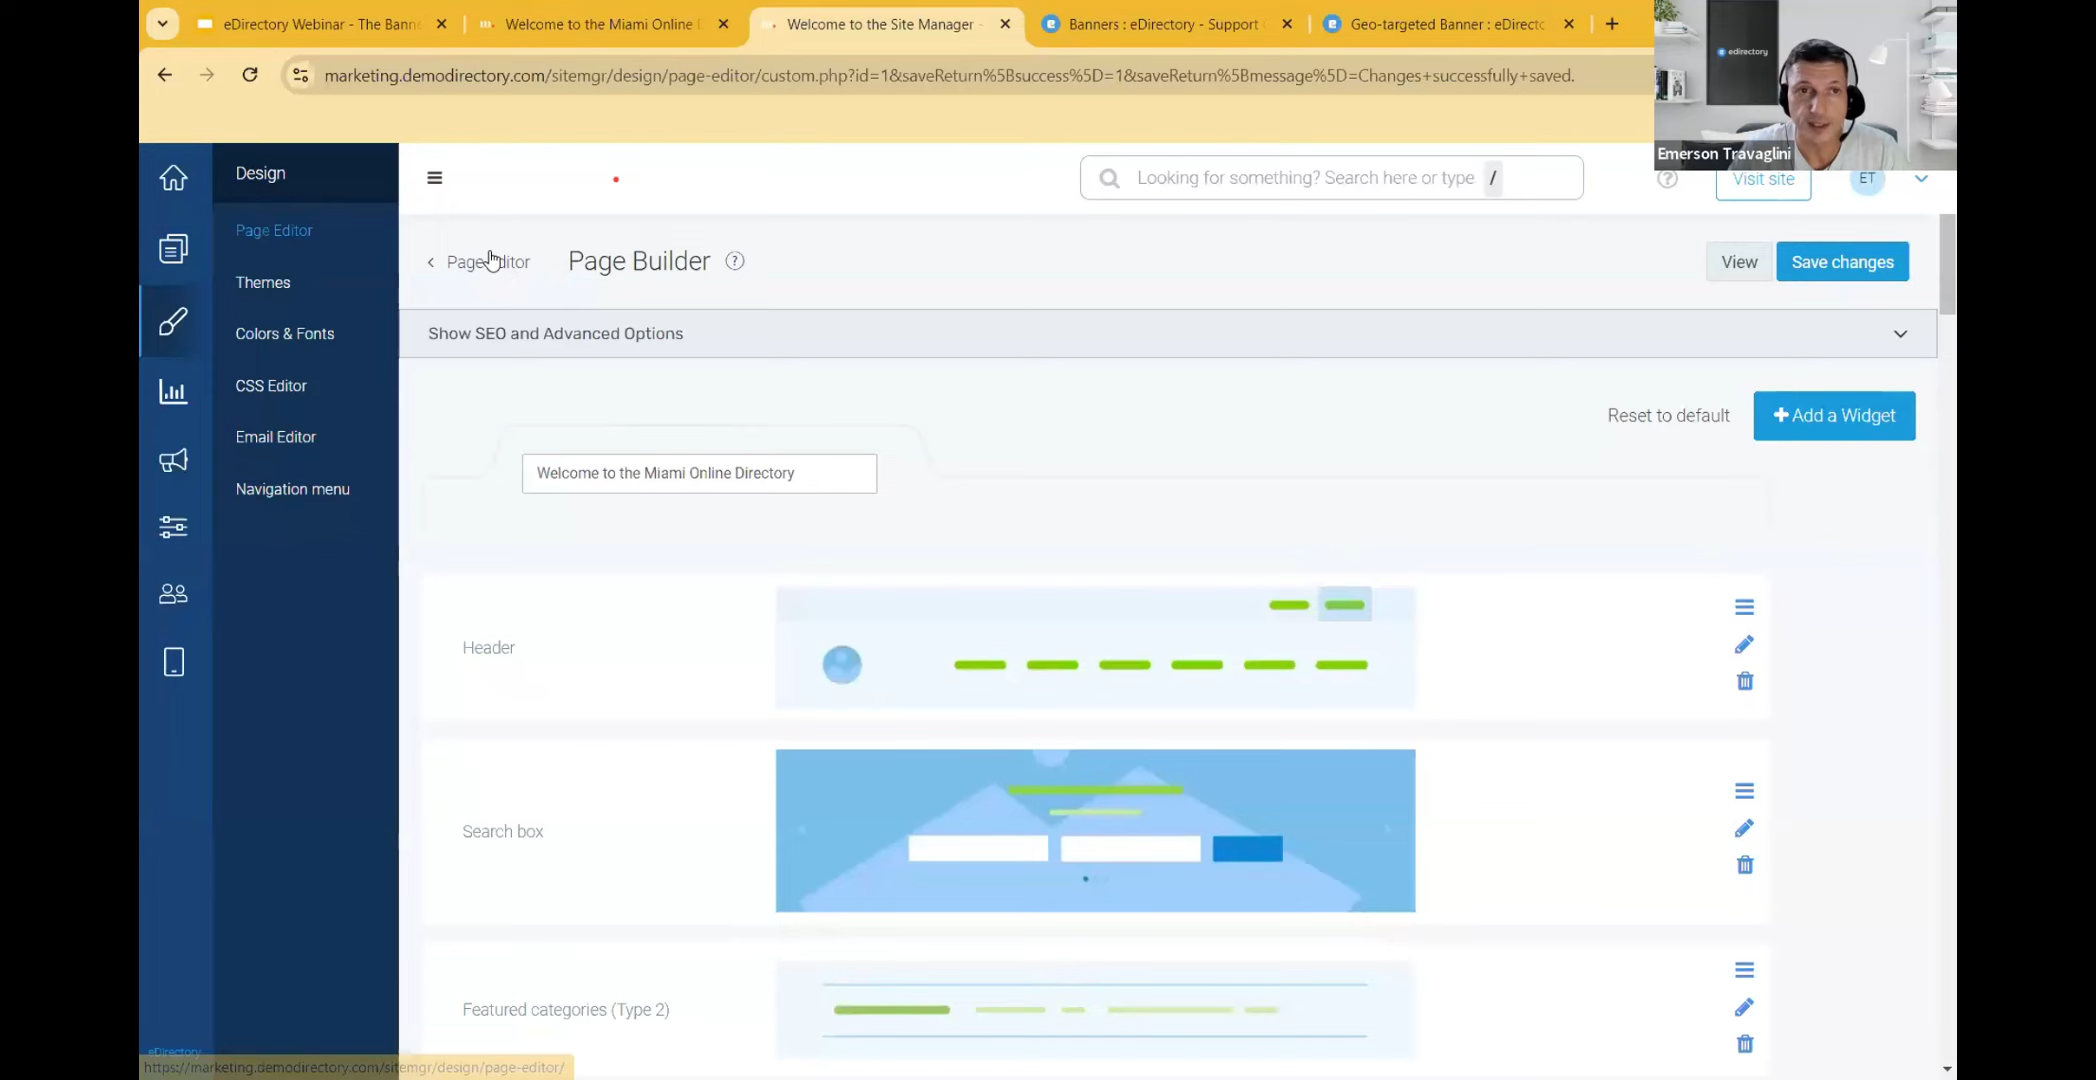 eDirectory Webinar - The Bann
Welcome to the Miami Online D
Welcome to the Site Manager -
Banners : eDirectory - Support
Geo-targeted Banner : eDirecto
marketing.demodirectory.com/sitemgr/design/page-editor/custom.php?id=1&saveReturn%5Bsuccess%5D=1&saveReturn%5Bmessage%5D=Changes+successfully+saved.
edirectory
Emerson Travaglini
Design
Looking for something? Search here or type /
Visit site
ET
Page Editor
Themes
Colors & Fonts
CSS Editor
Email Editor
Navigation menu
Page Editor
Page Builder
View
Save changes
Show SEO and Advanced Options
Reset to default
Add a Widget
Welcome to the Miami Online Directory
Header
Search box
Featured categories (Type 2)
eDirectory
https://marketing.demodirectory.com/sitemgr/design/page-editor/